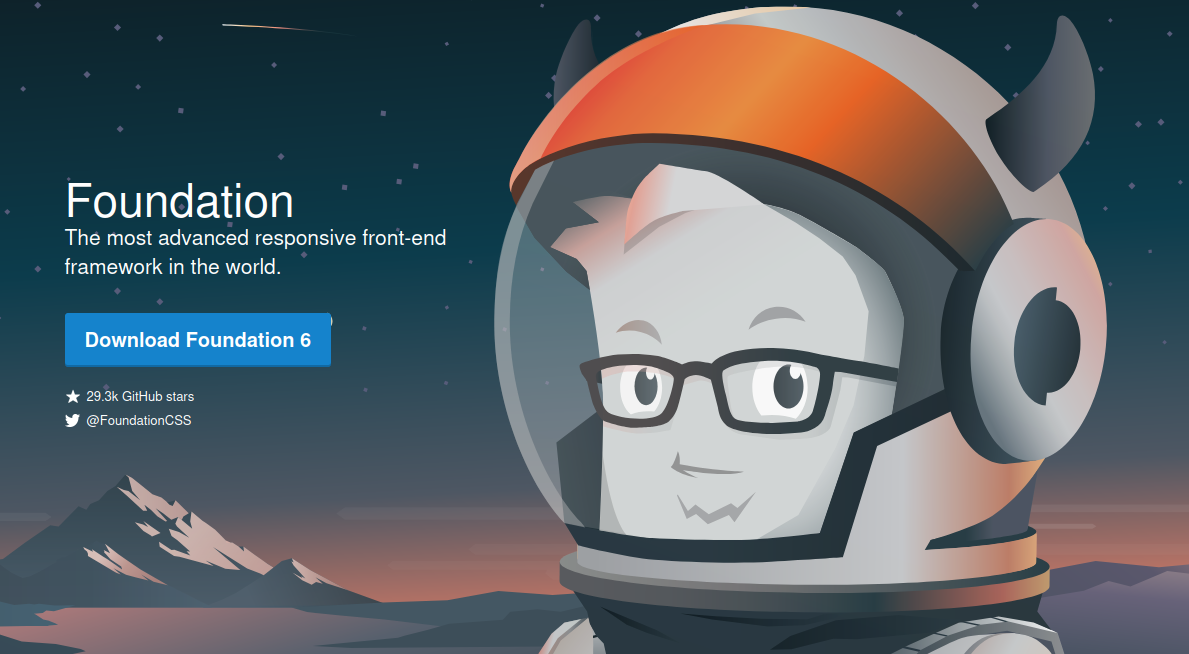 Foundation
The most advanced responsive front-end
framework in the world.
Download Foundation 6
29.3k GitHub stars
@FoundationCSS